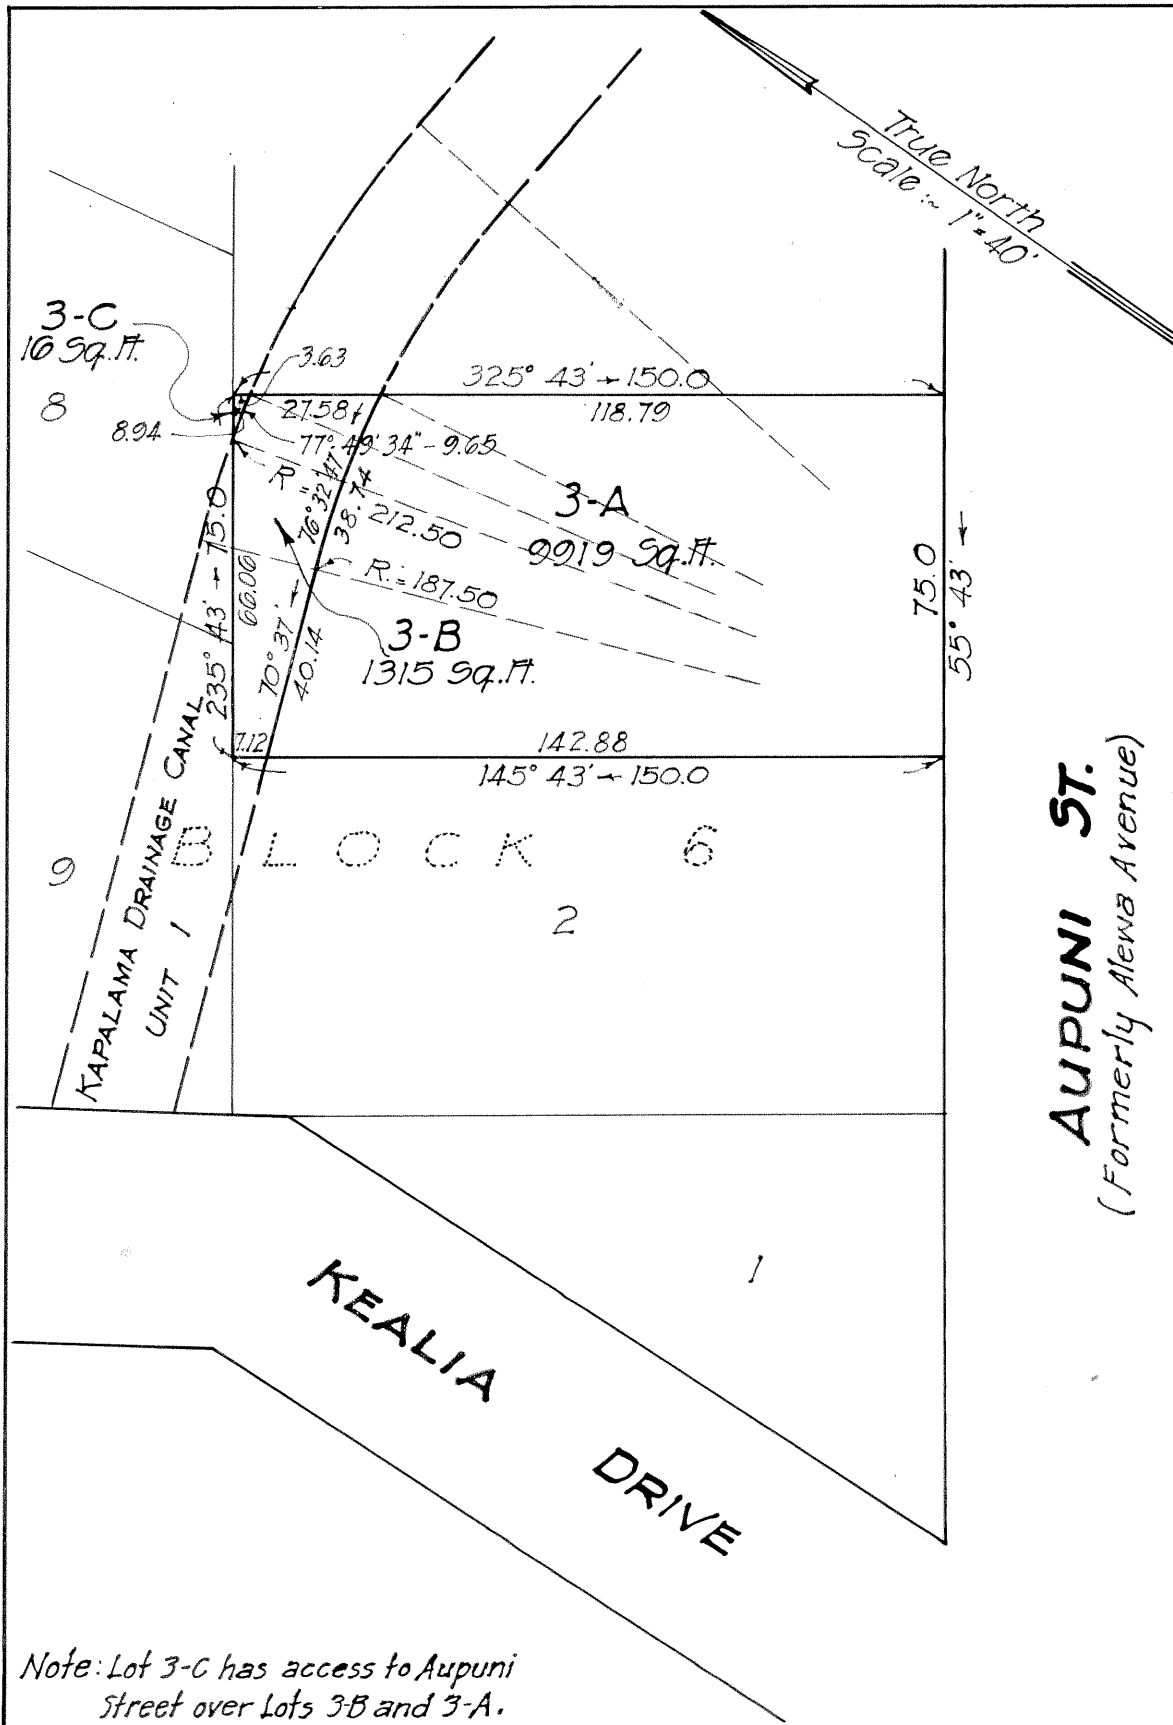 True North
Scale :~ 1"=40'
3-C
16 Sq.Ft.
3.63
325° 43' 150.0
8
27.58
118.79
8.94
77° 49' 34" - 9.65
R = 212.50
76° 32' 47"
38.74
3-A
9919 Sq.Ft.
235° 43' 75.0
66.06
R = 187.50
75.0
55° 43'
3-B
1315 Sq.Ft.
70° 37'
40.14
7.12
142.88
145° 43' 150.0
KAPALAMA DRAINAGE CANAL
UNIT 1
BLOCK 6
9
2
AUPUNI ST.
(Formerly Alewa Avenue)
1
KEALIA DRIVE
Note: Lot 3-C has access to Aupuni
Street over Lots 3-B and 3-A.